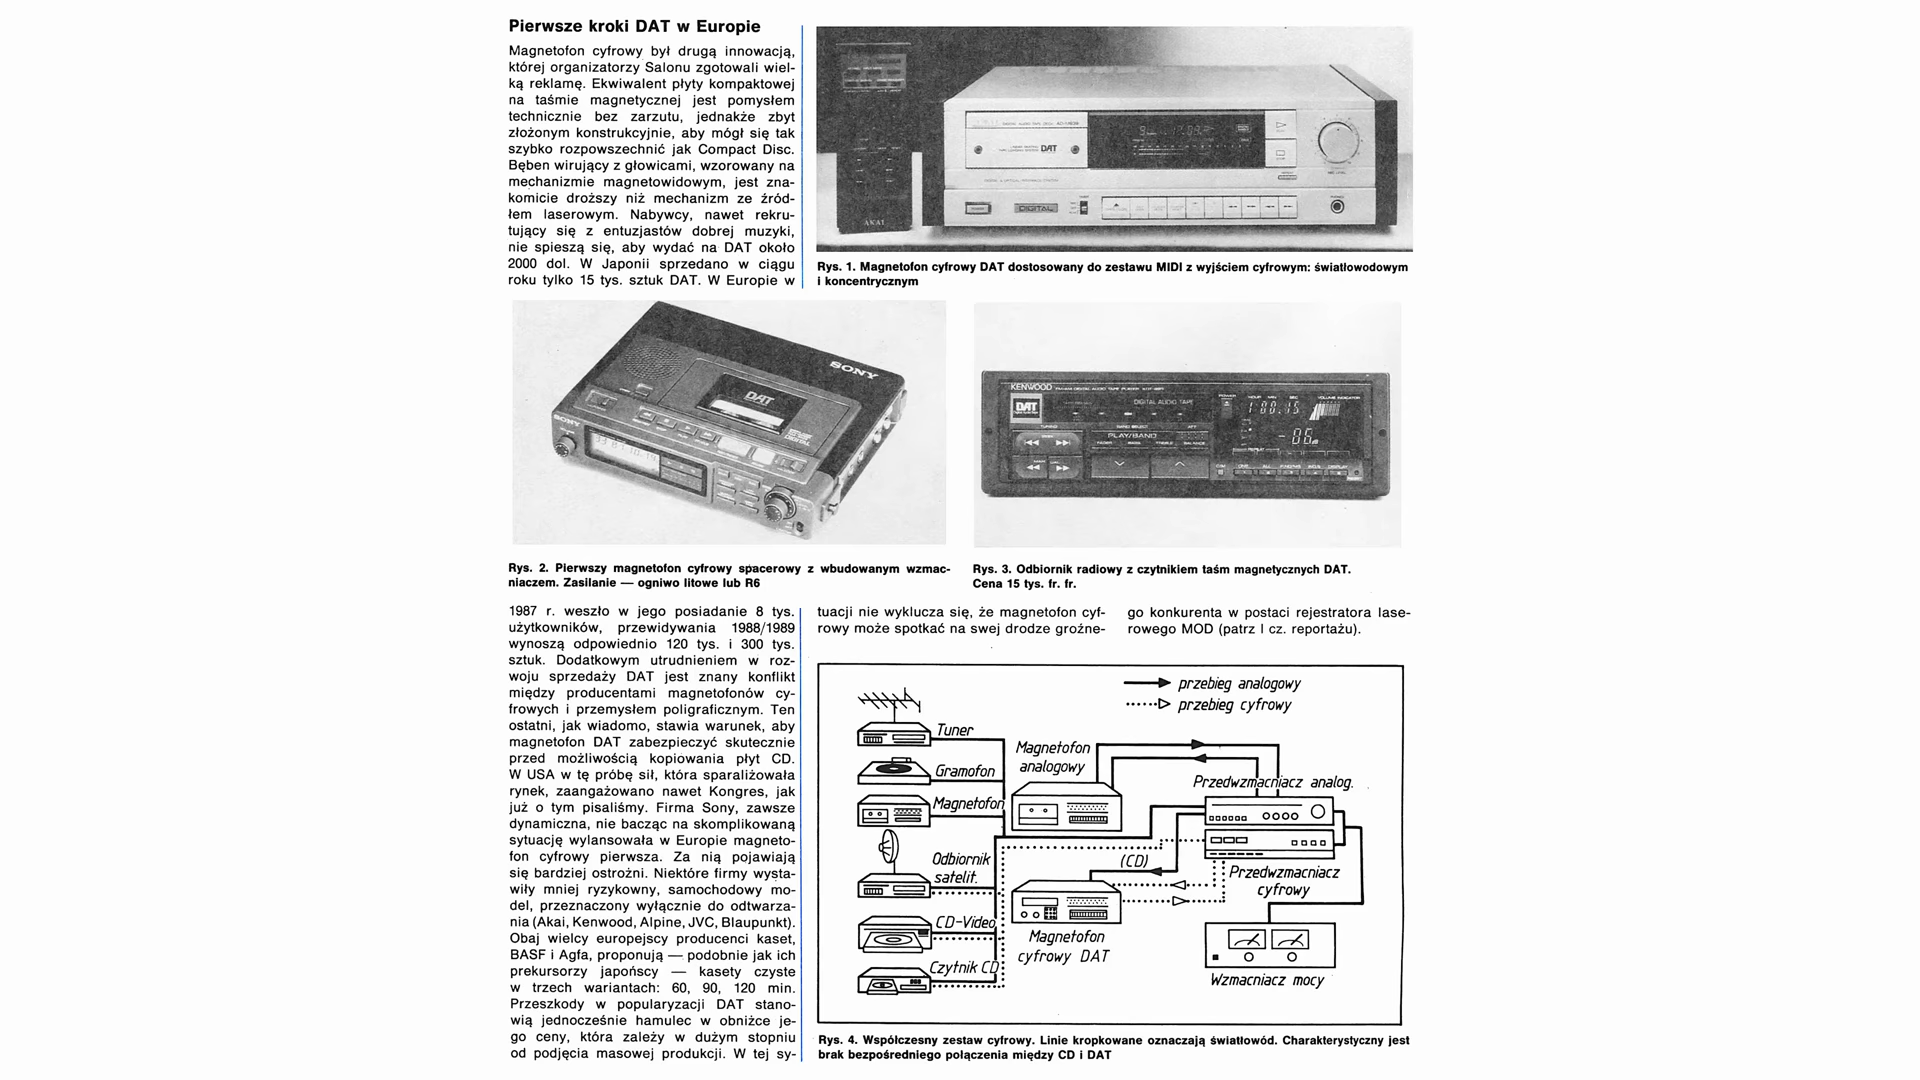 Pierwsze kroki DAT w Europie
Magnetofon cyfrowy był drugą innowacją,
której organizatorzy Salonu zgotowali wiel-
ką reklamę. Ekwiwalent płyty kompaktowej
na taśmie magnetycznej jest pomysłem
technicznie bez zarzutu, jednakże zbyt
złożonym konstrukcyjnie, aby mógł się tak
szybko rozpowszechnić jak Compact Disc.
Bęben wirujący z głowicami, wzorowany na
mechanizmie magnetowidowym, jest zna-
komicie droższy niż mechanizm ze źród-
łem laserowym. Nabywcy, nawet rekru-
tujący się z entuzjastów dobrej muzyki,
nie spieszą się, aby wydać na DAT około
2000 dol. W Japonii sprzedano w ciągu
roku tylko 15 tys. sztuk DAT. W Europie w
DAT
DIGITAL
AKAI
Rys. 1. Magnetofon cyfrowy DAT dostosowany do zestawu MIDI z wyjściem cyfrowym: światłowodowym
i koncentrycznym
SONY
DAT
DIGITAL
SONY
KENWOOD
DAT
DIGITAL AUDIO TAPE
PLAY/BAND
1:00.15
-06
Rys. 2. Pierwszy magnetofon cyfrowy spacerowy z wbudowanym wzmac-
niaczem. Zasilanie — ogniwo litowe lub R6
Rys. 3. Odbiornik radiowy z czytnikiem taśm magnetycznych DAT.
Cena 15 tys. fr. fr.
1987 r. weszło w jego posiadanie 8 tys.
użytkowników, przewidywania 1988/1989
wynoszą odpowiednio 120 tys. i 300 tys.
sztuk. Dodatkowym utrudnieniem w roz-
woju sprzedaży DAT jest znany konflikt
między producentami magnetofonów cy-
frowych i przemysłem poligraficznym. Ten
ostatni, jak wiadomo, stawia warunek, aby
magnetofon DAT zabezpieczyć skutecznie
przed możliwością kopiowania płyt CD.
W USA w tę próbę sił, która sparaliżowała
rynek, zaangażowano nawet Kongres, jak
już o tym pisaliśmy. Firma Sony, zawsze
dynamiczna, nie bacząc na skomplikowaną
sytuację wylansowała w Europie magneto-
fon cyfrowy pierwsza. Za nią pojawiają
się bardziej ostrożni. Niektóre firmy wysta-
wiły mniej ryzykowny, samochodowy mo-
del, przeznaczony wyłącznie do odtwarza-
nia (Akai, Kenwood, Alpine, JVC, Blaupunkt).
Obaj wielcy europejscy producenci kaset,
BASF i Agfa, proponują — podobnie jak ich
prekursorzy japońscy — kasety czyste
w trzech wariantach: 60, 90, 120 min.
Przeszkody w popularyzacji DAT stano-
wią jednocześnie hamulec w obniżce je-
go ceny, która zależy w dużym stopniu
od podjęcia masowej produkcji. W tej sy-
tuacji nie wyklucza się, że magnetofon cyf-
rowy może spotkać na swej drodze groźne-
go konkurenta w postaci rejestratora lase-
rowego MOD (patrz I cz. reportażu).
przebieg analogowy
przebieg cyfrowy
Tuner
Gramofon
Magnetofon
Odbiornik
satelit.
CD-Video
Czytnik CD
Magnetofon
analogowy
(CD)
Magnetofon
cyfrowy DAT
Przedwzmacniacz analog.
Przedwzmacniacz
cyfrowy
Wzmacniacz mocy
Rys. 4. Współczesny zestaw cyfrowy. Linie kropkowane oznaczają światłowód. Charakterystyczny jest
brak bezpośredniego połączenia między CD i DAT